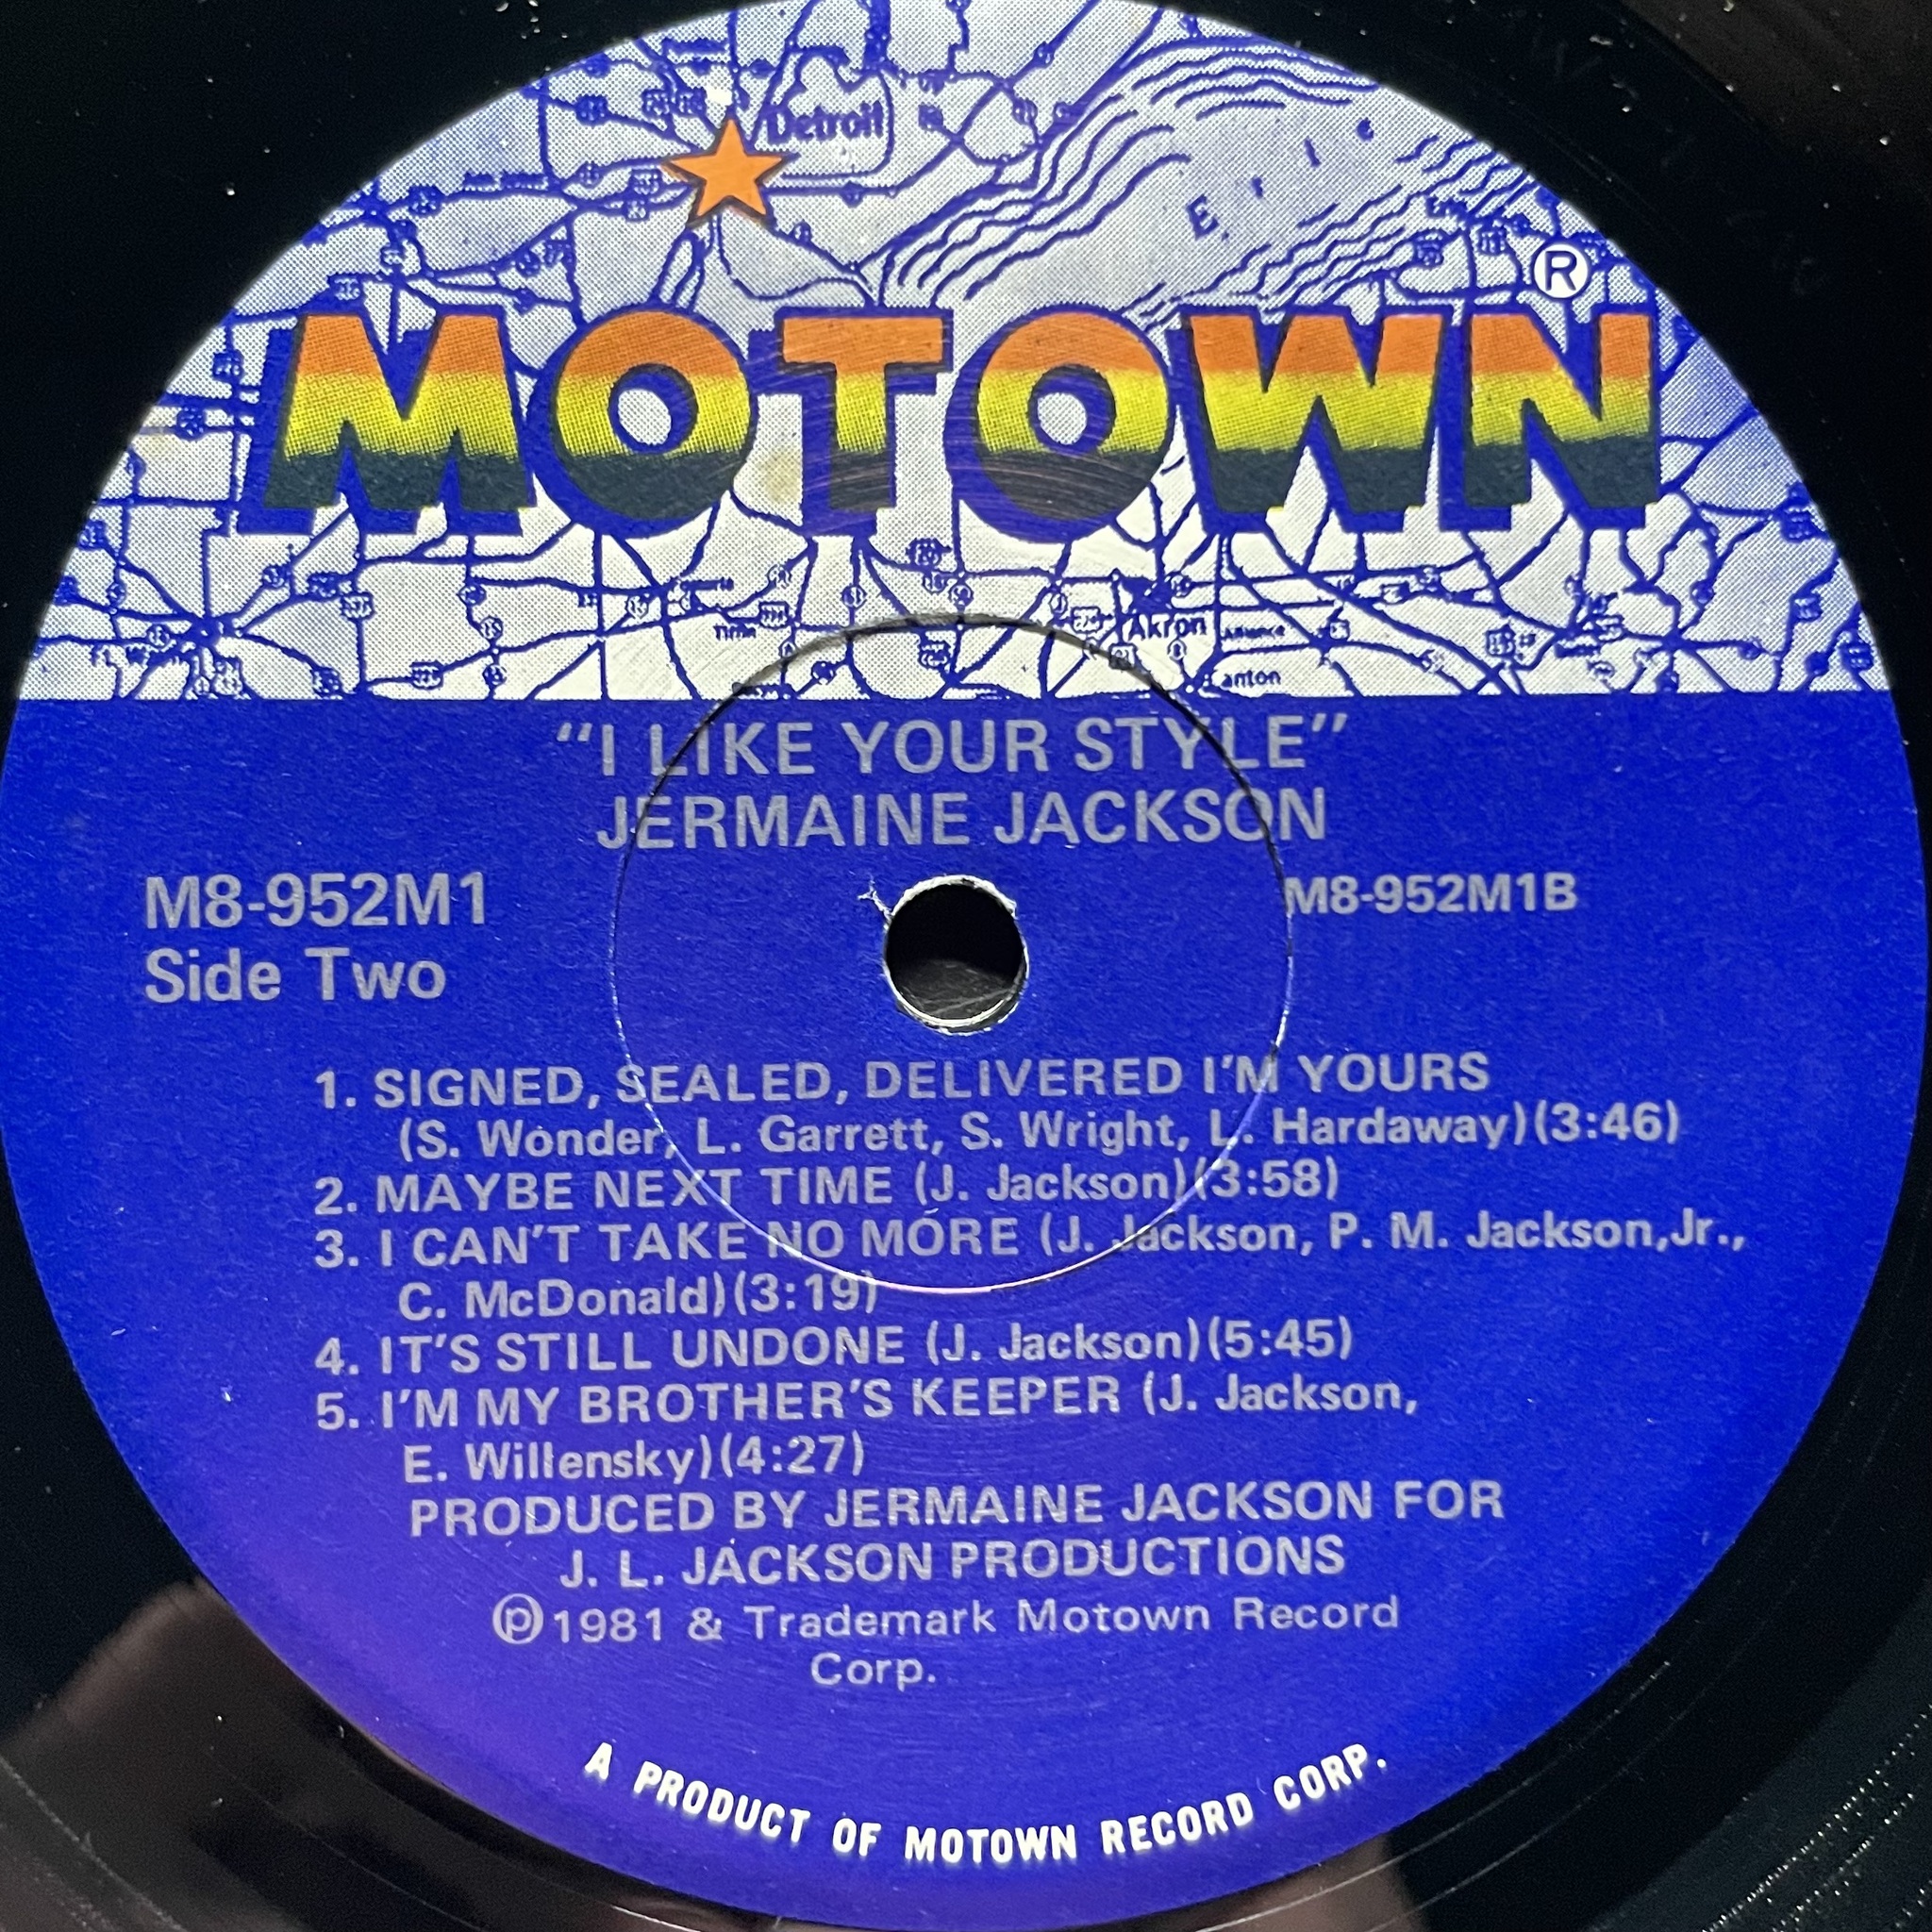 Detroit
E R I
®
MOTOWN
Tiffin
Akron
Alliance
anton
"I LIKE YOUR STYLE"
JERMAINE JACKSON
M8-952M1
M8-952M1B
Side Two
1. SIGNED, SEALED, DELIVERED I'M YOURS
(S. Wonder, L. Garrett, S. Wright, L. Hardaway)(3:46)
2. MAYBE NEXT TIME (J. Jackson)(3:58)
3. I CAN'T TAKE NO MORE (J. Jackson, P. M. Jackson,Jr.,
C. McDonald)(3:19)
4. IT'S STILL UNDONE (J. Jackson)(5:45)
5. I'M MY BROTHER'S KEEPER (J. Jackson,
E. Willensky)(4:27)
PRODUCED BY JERMAINE JACKSON FOR
J. L. JACKSON PRODUCTIONS
℗1981 & Trademark Motown Record
Corp.
A PRODUCT OF MOTOWN RECORD CORP.